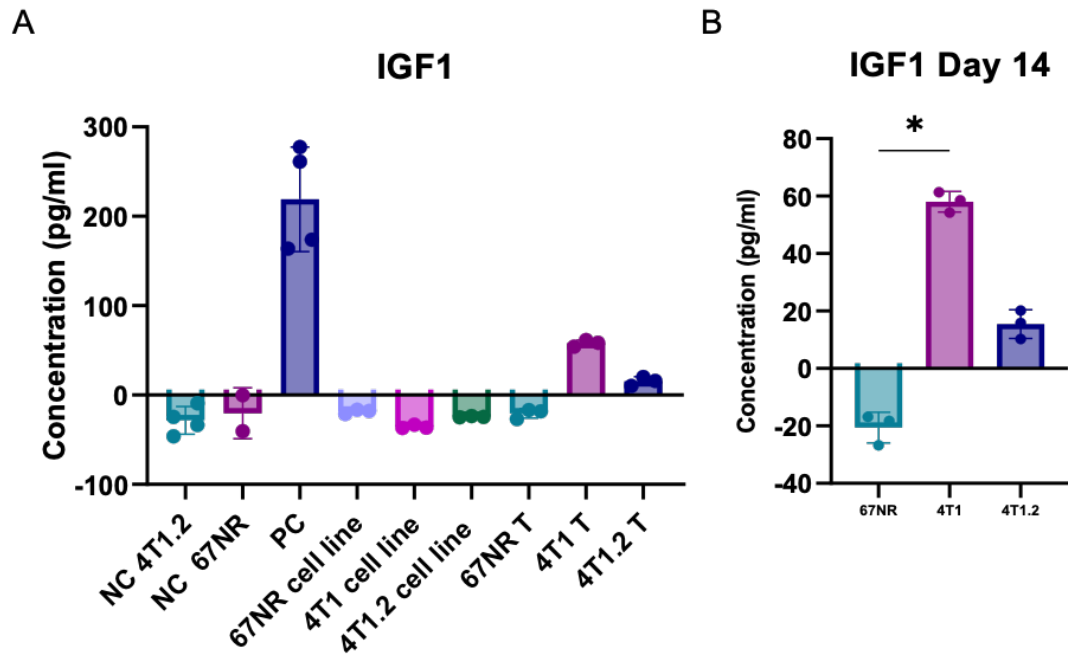 A
IGF1
Concentration (pg/ml)
300
200
100
0
-100
NC 4T1.2
NC 67NR
PC
67NR cell line
4T1 cell line
4T1.2 cell line
67NR T
4T1 T
4T1.2 T
B
IGF1 Day 14
*
Concentration (pg/ml)
80
60
40
20
0
-20
-40
67NR
4T1
4T1.2